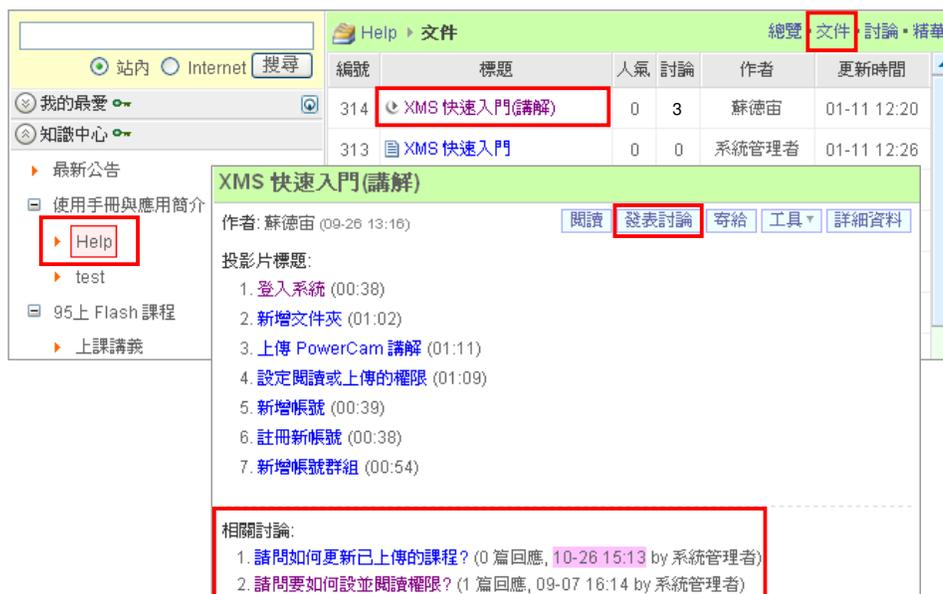 Help 文件 總覽 文件 討論 精華
站內 Internet 搜尋
編號 標題 人氣 討論 作者 更新時間
我的最愛
314 XMS 快速入門(講解) 0 3 蘇德宙 01-11 12:20
知識中心
313 XMS 快速入門 0 0 系統管理者 01-11 12:26
最新公告
使用手冊與應用簡介
Help
test
95上 Flash 課程
上課講義
XMS 快速入門(講解)
作者: 蘇德宙 (09-26 13:16) 閱讀 發表討論 寄給 工具 詳細資料
投影片標題:
1. 登入系統 (00:38)
2. 新增文件夾 (01:02)
3. 上傳 PowerCam 講解 (01:11)
4. 設定閱讀或上傳的權限 (01:09)
5. 新增帳號 (00:39)
6. 註冊新帳號 (00:38)
7. 新增帳號群組 (00:54)
相關討論:
1. 請問如何更新已上傳的課程? (0 篇回應, 10-26 15:13 by 系統管理者)
2. 請問要如何設並閱讀權限? (1 篇回應, 09-07 16:14 by 系統管理者)